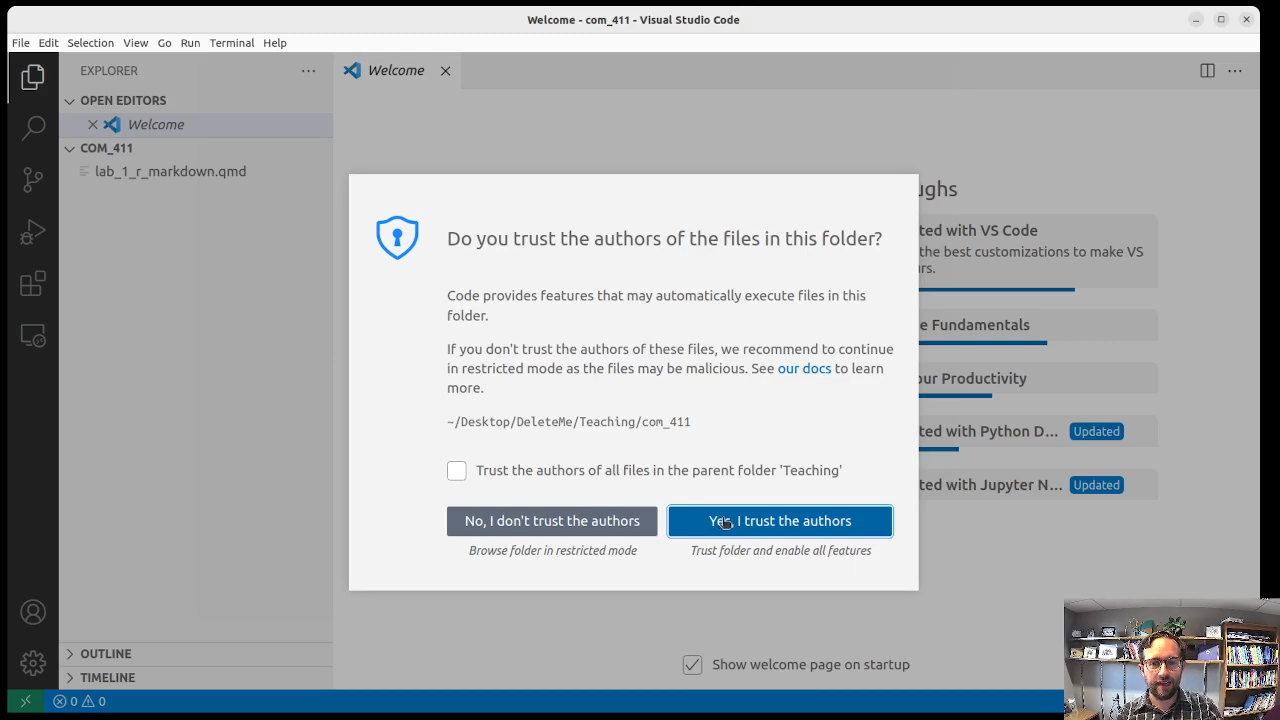 Welcome - com_411 - Visual Studio Code
File Edit Selection View Go Run Terminal Help
EXPLORER
Welcome
OPEN EDITORS
Welcome
COM_411
lab_1_r_markdown.qmd
ughs
ted with VS Code
the best customizations to make VS
urs.
e Fundamentals
our Productivity
ted with Python D... Updated
ted with Jupyter N... Updated
Do you trust the authors of the files in this folder?
Code provides features that may automatically execute files in this
folder.
If you don't trust the authors of these files, we recommend to continue
in restricted mode as the files may be malicious. See our docs to learn
more.
~/Desktop/DeleteMe/Teaching/com_411
Trust the authors of all files in the parent folder 'Teaching'
No, I don't trust the authors
Yes, I trust the authors
Browse folder in restricted mode
Trust folder and enable all features
Show welcome page on startup
OUTLINE
TIMELINE
0 0